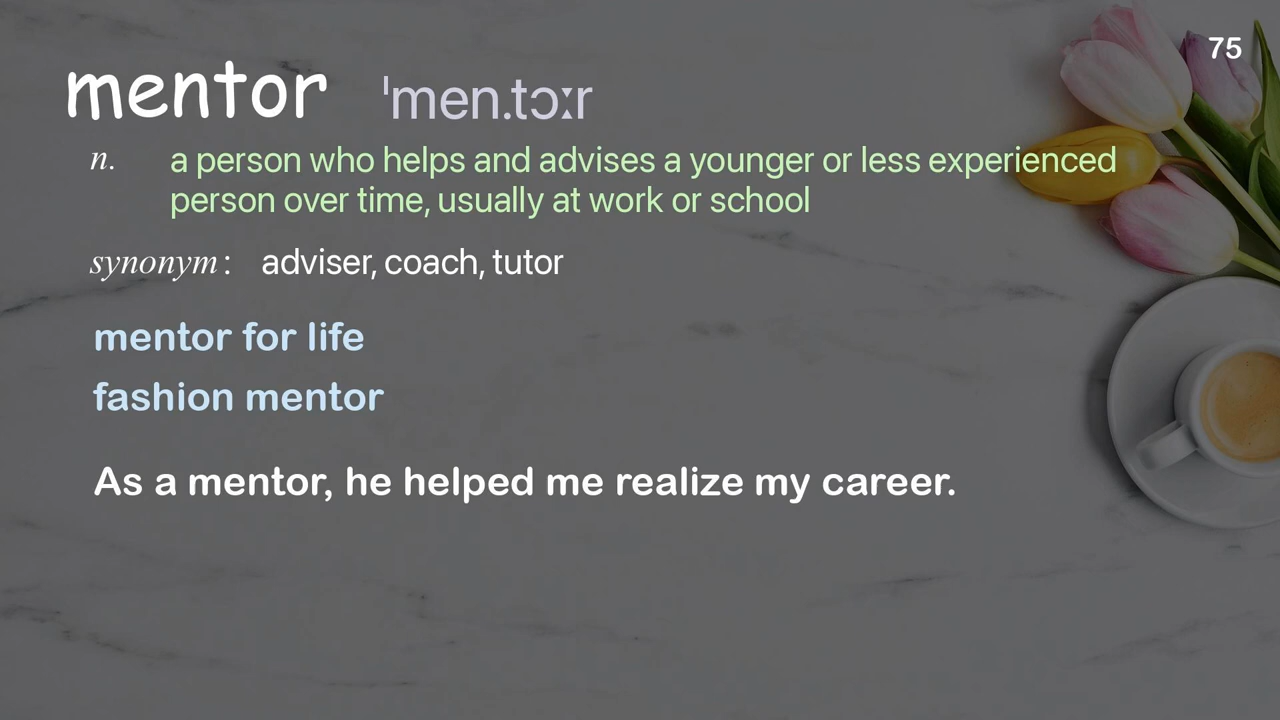 75
mentor ˈmen.tɔːr
n. a person who helps and advises a younger or less experienced
person over time, usually at work or school
synonym : adviser, coach, tutor
mentor for life
fashion mentor
As a mentor, he helped me realize my career.